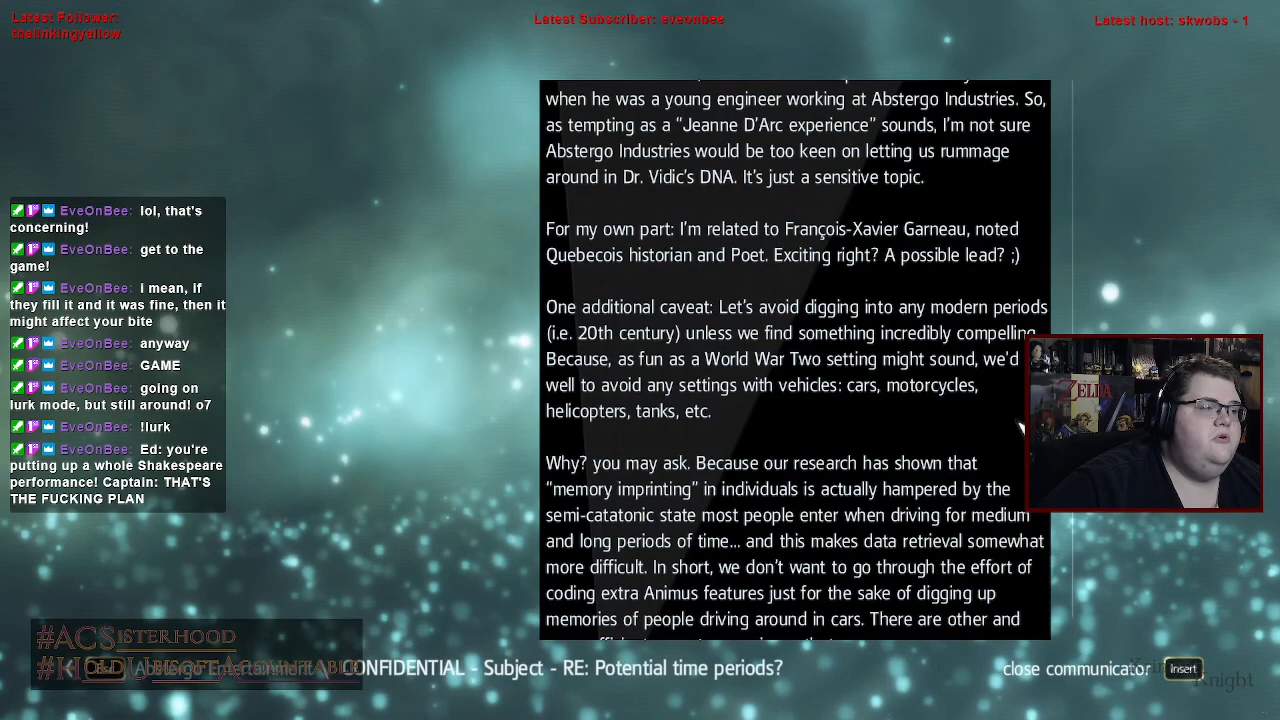 Latest Follower:
thelinkingyellow
Latest Subscriber: eveonbee
Latest host: skwobs - 1
EveOnBee: lol, that's
concerning!
EveOnBee: get to the
game!
EveOnBee: I mean, If
they fill it and it was fine, then it
might affect your bite
EveOnBee: anyway
EveOnBee: GAME
EveOnBee: going on
lurk mode, but still around! o7
EveOnBee: !lurk
EveOnBee: Ed: you're
putting up a whole Shakespeare
performance! Captain: THAT'S
THE FUCKING PLAN
when he was a young engineer working at Abstergo Industries. So,
as tempting as a “Jeanne D'Arc experience” sounds, I'm not sure
Abstergo Industries would be too keen on letting us rummage
around in Dr. Vidic's DNA. It's just a sensitive topic.
For my own part: I'm related to François-Xavier Garneau, noted
Quebecois historian and Poet. Exciting right? A possible lead? ;)
One additional caveat: Let's avoid digging into any modern periods
(i.e. 20th century) unless we find something incredibly compelling.
Because, as fun as a World War Two setting might sound, we'd
well to avoid any settings with vehicles: cars, motorcycles,
helicopters, tanks, etc.
Why? you may ask. Because our research has shown that
“memory imprinting” in individuals is actually hampered by the
semi-catatonic state most people enter when driving for medium
and long periods of time... and this makes data retrieval somewhat
more difficult. In short, we don't want to go through the effort of
coding extra Animus features just for the sake of digging up
memories of people driving around in cars. There are other and
ZELDA
#ACSISTERHOOD
#HOLDUBISOFTACCOUNTABLE
Abstergo Entertainment
CONFIDENTIAL - Subject - RE: Potential time periods?
close communicator Insert
Knight